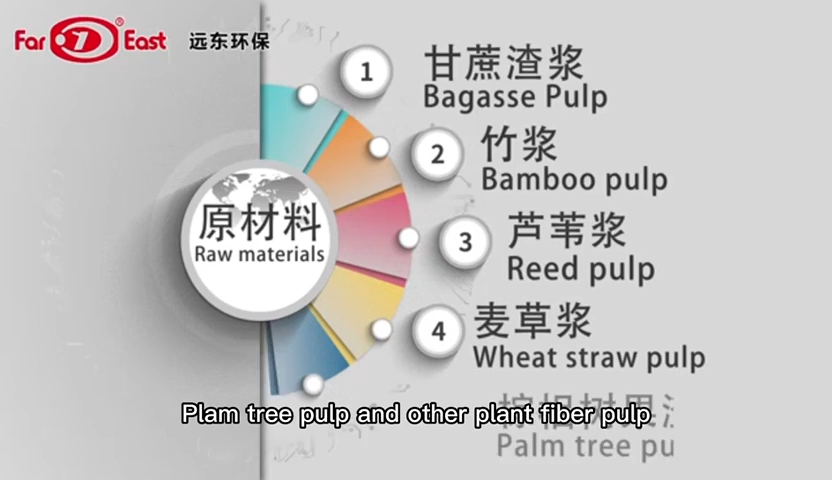 Far East®
远东环保
原材料
Raw materials
1
甘蔗渣浆
Bagasse Pulp
2
竹浆
Bamboo pulp
3
芦苇浆
Reed pulp
4
麦草浆
Wheat straw pulp
Plam tree pulp and other plant fiber pulp
Palm tree pu